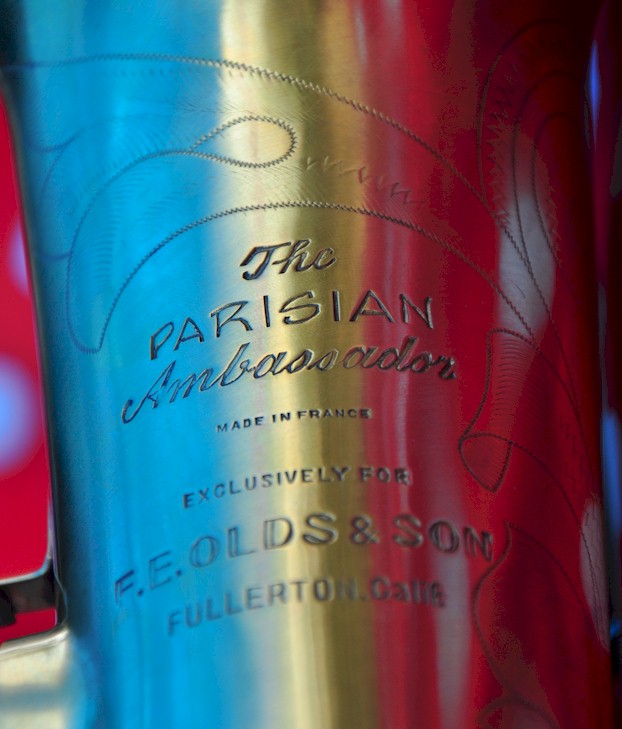 The
PARISIAN
Ambassador
MADE IN FRANCE
EXCLUSIVELY FOR
F.E.OLDS & SON
FULLERTON.Calif.